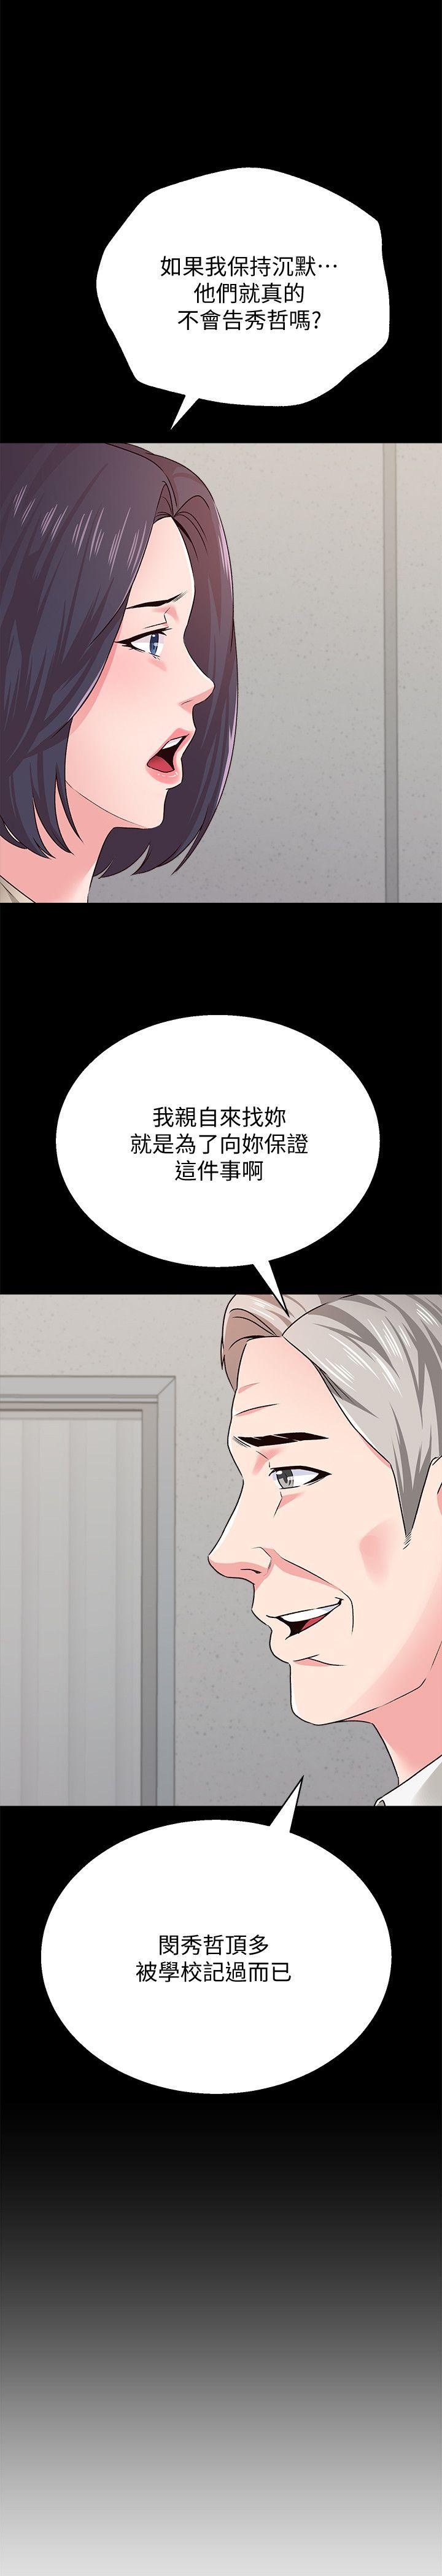 如果我保持沉默…
他們就真的
不會告秀哲嗎?
我親自來找妳
就是為了向妳保證
這件事啊
閔秀哲頂多
被學校記過而已